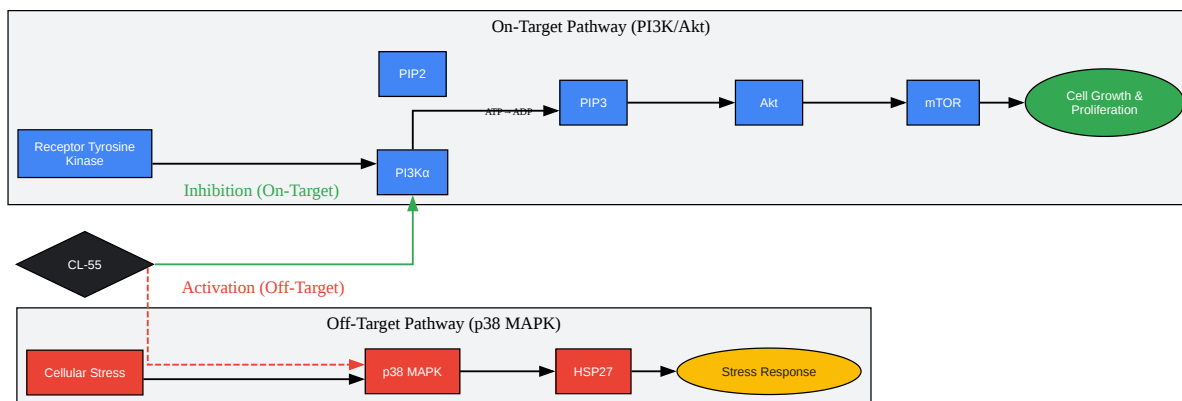 On-Target Pathway (PI3K/Akt)
PIP2
PIP3
Akt
mTOR
Cell Growth &
Proliferation
ATP→ADP
Receptor Tyrosine
Kinase
PI3Kα
Inhibition (On-Target)
CL-55
Activation (Off-Target)
Off-Target Pathway (p38 MAPK)
Cellular Stress
p38 MAPK
HSP27
Stress Response